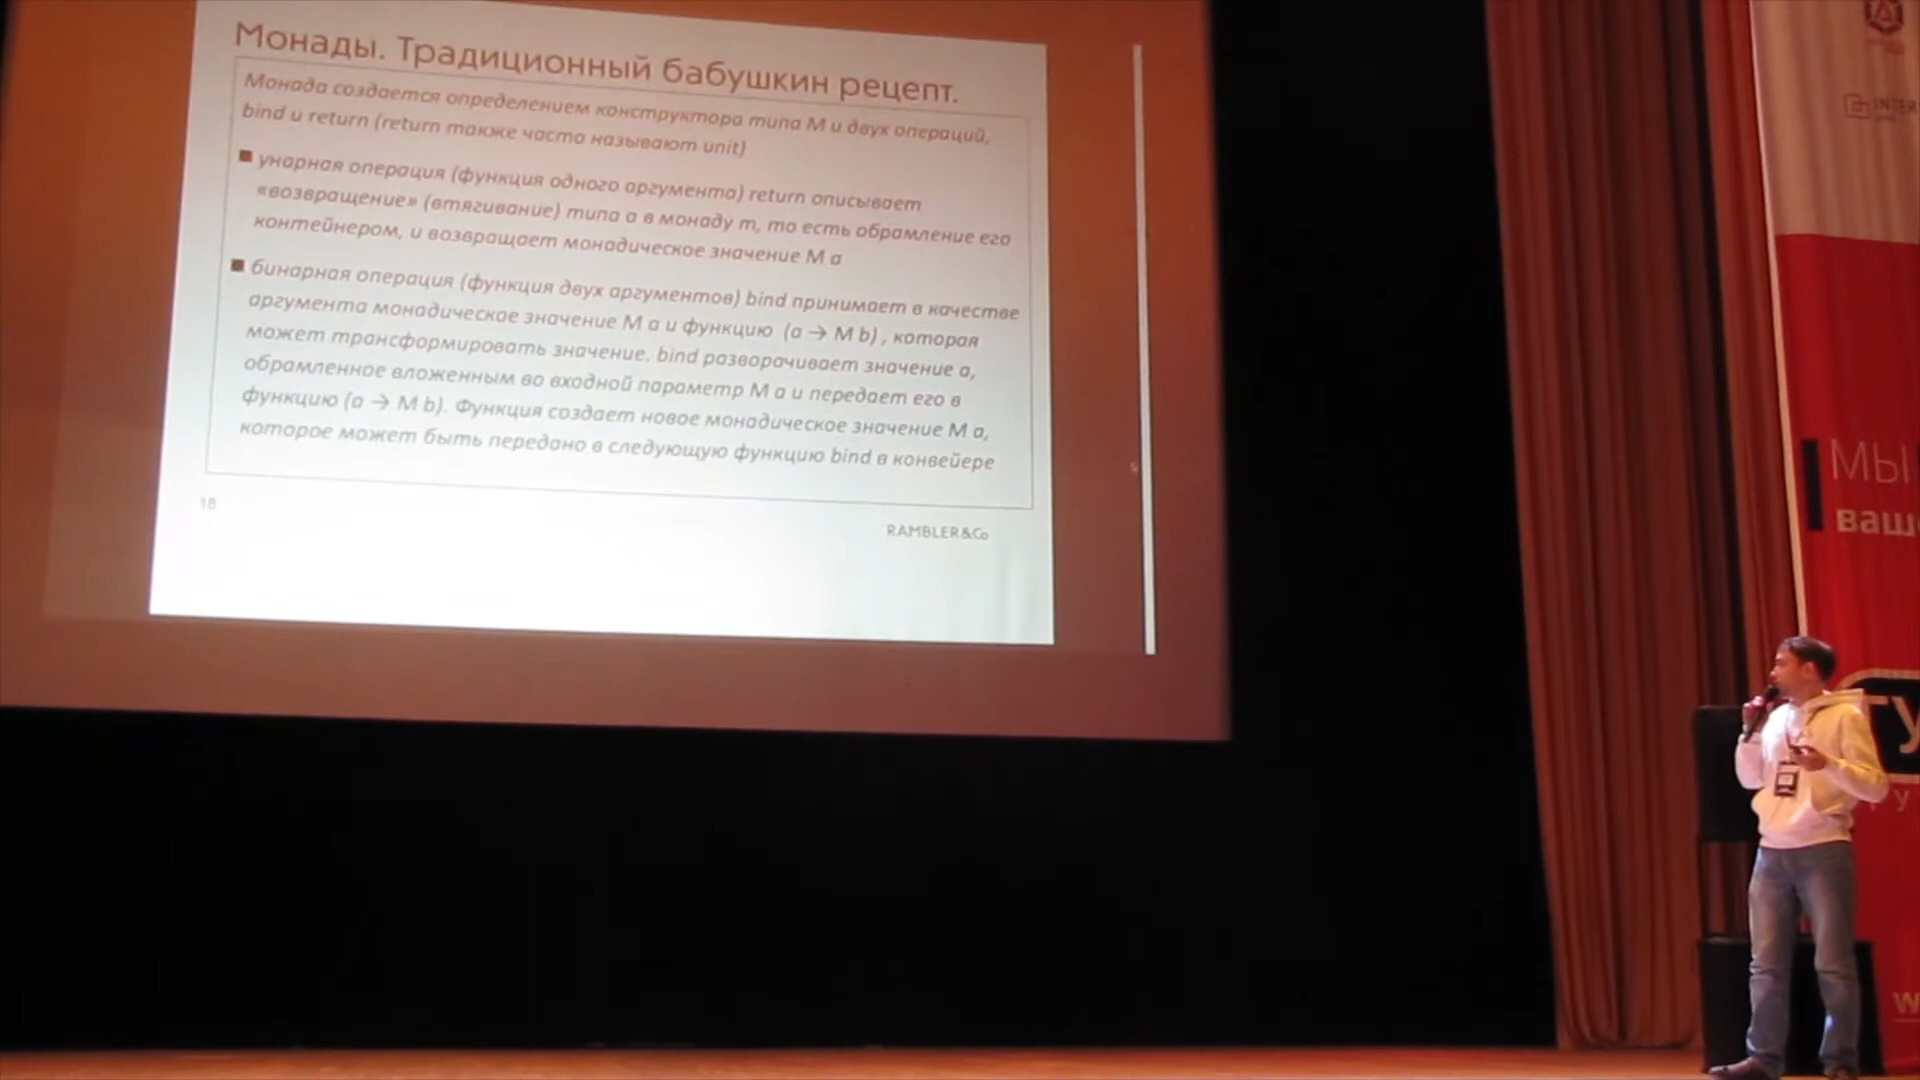 Монады. Традиционный бабушкин рецепт.
Монада создается определением конструктора типа M и двух операций,
bind и return (return также часто называют unit)
унарная операция (функция одного аргумента) return описывает
«возвращение» (втягивание) типа a в монаду m, то есть обрамление его
контейнером, и возвращает монадическое значение M a
бинарная операция (функция двух аргументов) bind принимает в качестве
аргумента монадическое значение M a и функцию (a → M b) , которая
может трансформировать значение. bind разворачивает значение a,
обрамленное вложенным во входной параметр M a и передает его в
функцию (a → M b). Функция создает новое монадическое значение M a,
которое может быть передано в следующую функцию bind в конвейере
18
RAMBLER&Co
INTER
МЫ
ваш
ГУ
У
w